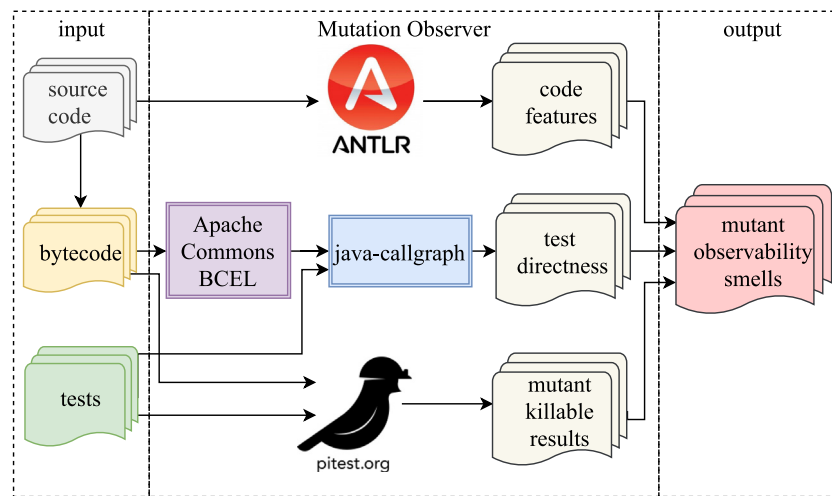 input
Mutation Observer
output
source
code
ANTLR
code
features
bytecode
Apache
Commons
BCEL
java-callgraph
test
directness
mutant
observability
smells
tests
pitest.org
mutant
killable
results